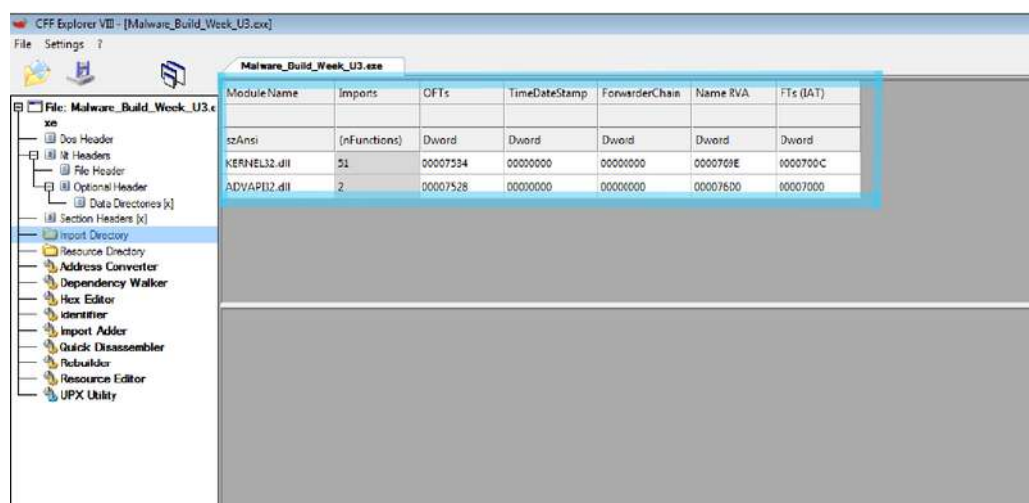 CFF Explorer VIII - [Malware_Build_Week_U3.exe]
File Settings ?
Malware_Build_Week_U3.exe
File: Malware_Build_Week_U3.e
xe
Dos Header
Nt Headers
File Header
Optional Header
Data Directories [x]
Section Headers [x]
Import Directory
Resource Directory
Address Converter
Dependency Walker
Hex Editor
Identifier
Import Adder
Quick Disassembler
Rebuilder
Resource Editor
UPX Utility
Module Name Imports OFTs TimeDateStamp ForwarderChain Name RVA FTs (IAT)
szAnsi (nFunctions) Dword Dword Dword Dword Dword
KERNEL32.dll 51 00007534 00000000 00000000 0000769E 0000700C
ADVAPI32.dll 2 00007528 00000000 00000000 000076D0 00007000